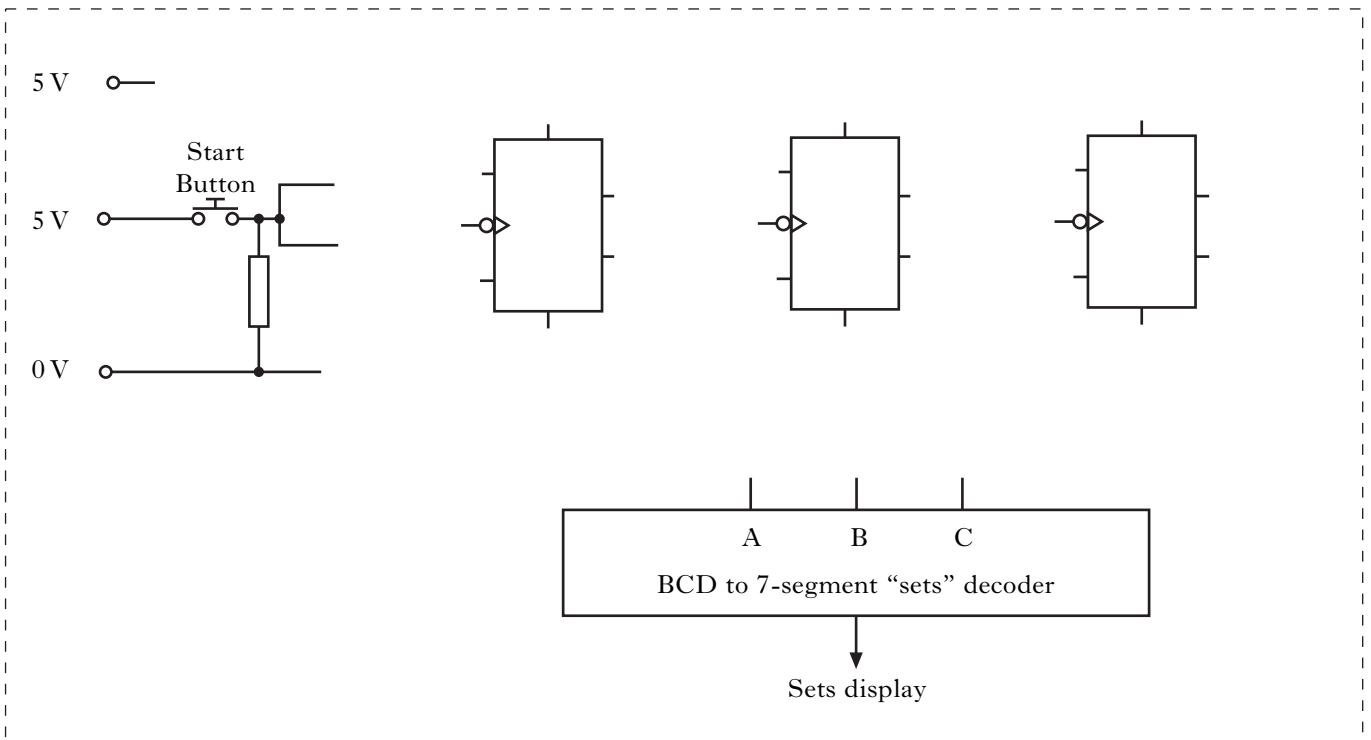 5 V
Start
Button
5 V
0 V
A B C
BCD to 7-segment “sets” decoder
Sets display